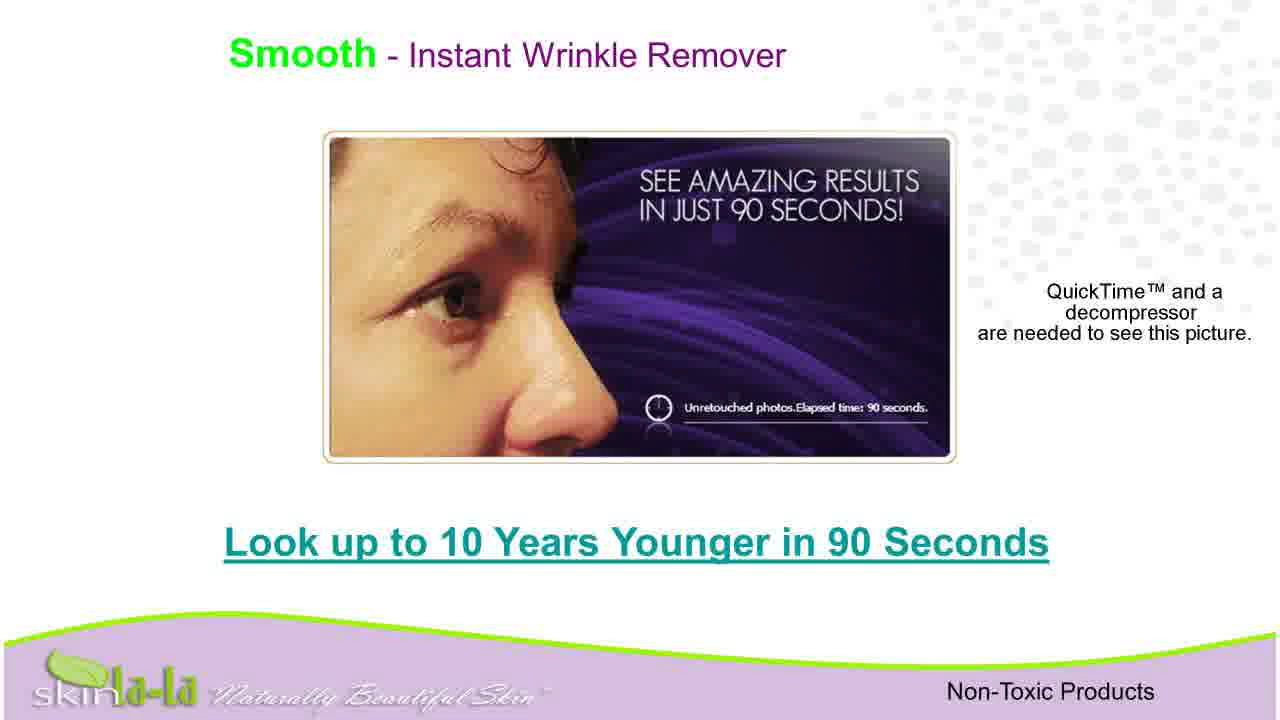 Smooth - Instant Wrinkle Remover
SEE AMAZING RESULTS
IN JUST 90 SECONDS!
QuickTime™ and a
decompressor
are needed to see this picture.
Unretouched photos.Elapsed time: 90 seconds.
Look up to 10 Years Younger in 90 Seconds
skin la-la Naturally Beautiful Skin™
Non-Toxic Products